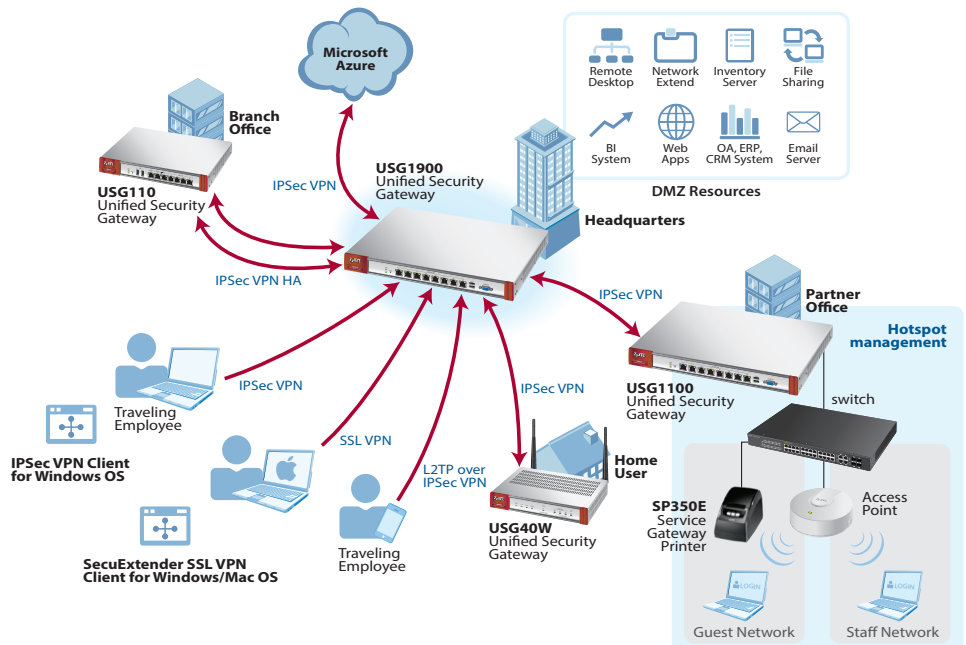 Microsoft
Azure
Remote
Desktop
Network
Extend
Inventory
Server
File
Sharing
BI
System
Web
Apps
OA, ERP,
CRM System
Email
Server
DMZ Resources
Branch
Office
USG110
Unified Security
Gateway
IPSec VPN
USG1900
Unified Security
Gateway
Headquarters
IPSec VPN HA
IPSec VPN
Partner
Office
Hotspot
management
USG1100
Unified Security
Gateway
switch
IPSec VPN
Traveling
Employee
IPSec VPN Client
for Windows OS
SSL VPN
SecuExtender SSL VPN
Client for Windows/Mac OS
L2TP over
IPSec VPN
Traveling
Employee
IPSec VPN
Home
User
USG40W
Unified Security
Gateway
SP350E
Service
Gateway
Printer
Access
Point
LOGIN
Guest Network
LOGIN
Staff Network